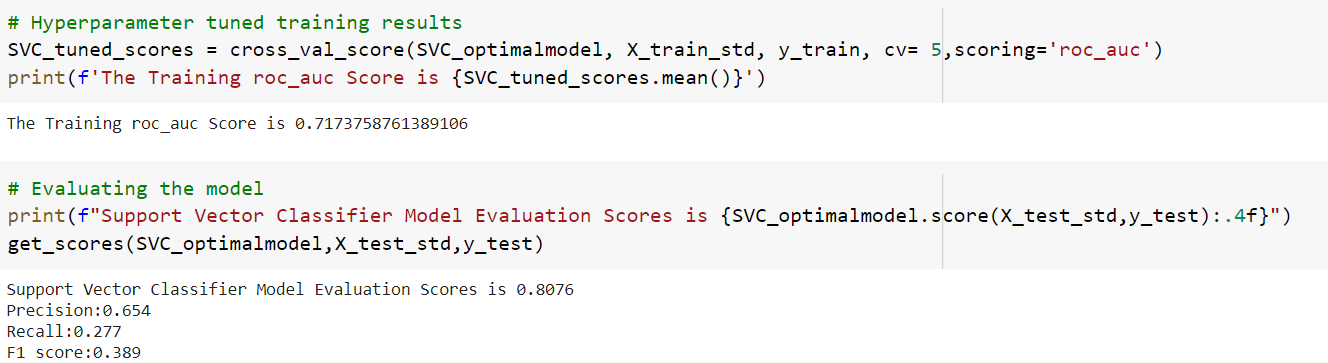 # Hyperparameter tuned training results
SVC_tuned_scores = cross_val_score(SVC_optimalmodel, X_train_std, y_train, cv= 5,scoring='roc_auc')
print(f'The Training roc_auc Score is {SVC_tuned_scores.mean()}')
The Training roc_auc Score is 0.7173758761389106
# Evaluating the model
print(f"Support Vector Classifier Model Evaluation Scores is {SVC_optimalmodel.score(X_test_std,y_test):.4f}")
get_scores(SVC_optimalmodel,X_test_std,y_test)
Support Vector Classifier Model Evaluation Scores is 0.8076
Precision:0.654
Recall:0.277
F1 score:0.389